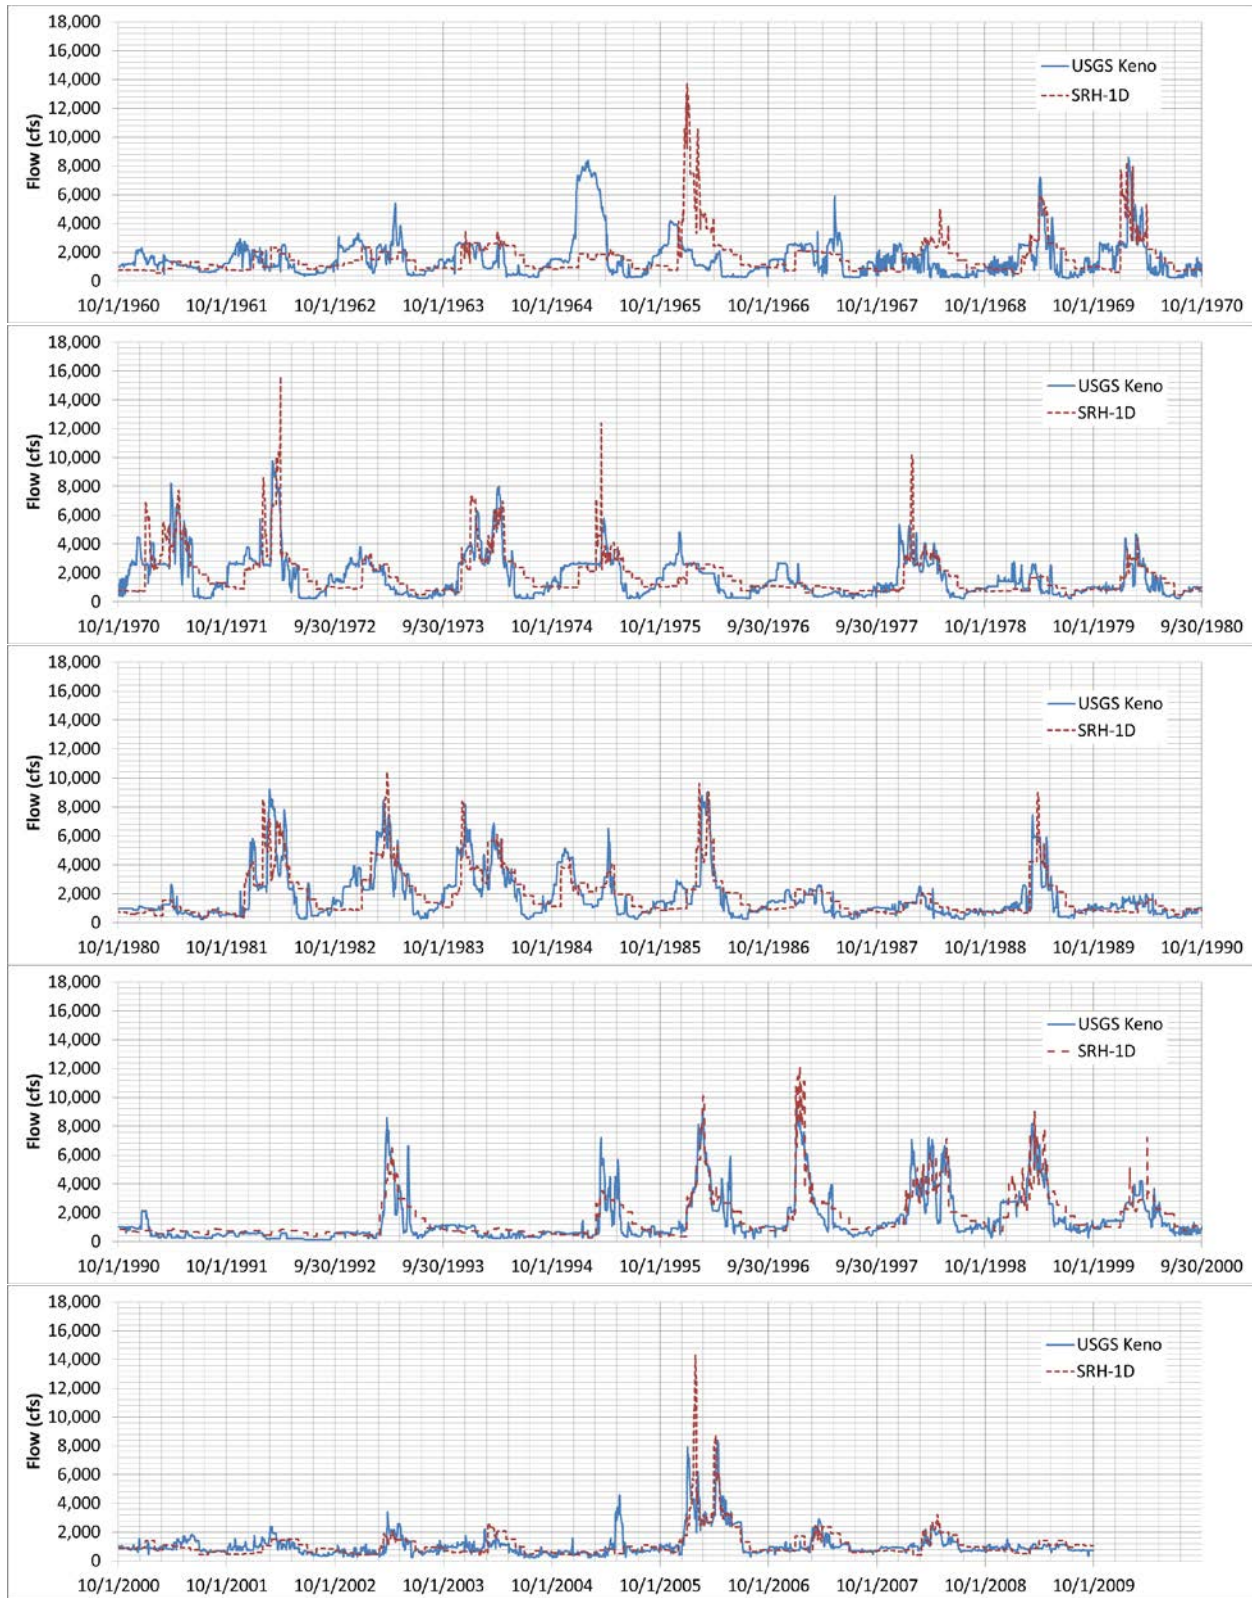 18,000
16,000
14,000
12,000
10,000
8,000
6,000
4,000
2,000
0
Flow (cfs)
USGS Keno
SRH-1D
10/1/1960 10/1/1961 10/1/1962 10/1/1963 10/1/1964 10/1/1965 10/1/1966 10/1/1967 10/1/1968 10/1/1969 10/1/1970
18,000
16,000
14,000
12,000
10,000
8,000
6,000
4,000
2,000
0
Flow (cfs)
USGS Keno
SRH-1D
10/1/1970 10/1/1971 9/30/1972 9/30/1973 10/1/1974 10/1/1975 9/30/1976 9/30/1977 10/1/1978 10/1/1979 9/30/1980
18,000
16,000
14,000
12,000
10,000
8,000
6,000
4,000
2,000
0
Flow (cfs)
USGS Keno
SRH-1D
10/1/1980 10/1/1981 9/30/1982 10/1/1983 10/1/1984 10/1/1985 10/1/1986 10/1/1987 10/1/1988 10/1/1989 10/1/1990
18,000
16,000
14,000
12,000
10,000
8,000
6,000
4,000
2,000
0
Flow (cfs)
USGS Keno
SRH-1D
10/1/1990 10/1/1991 9/30/1992 9/30/1993 10/1/1994 10/1/1995 9/30/1996 9/30/1997 10/1/1998 10/1/1999 9/30/2000
18,000
16,000
14,000
12,000
10,000
8,000
6,000
4,000
2,000
0
Flow (cfs)
USGS Keno
SRH-1D
10/1/2000 10/1/2001 10/1/2002 10/1/2003 10/1/2004 10/1/2005 10/1/2006 10/1/2007 10/1/2008 10/1/2009